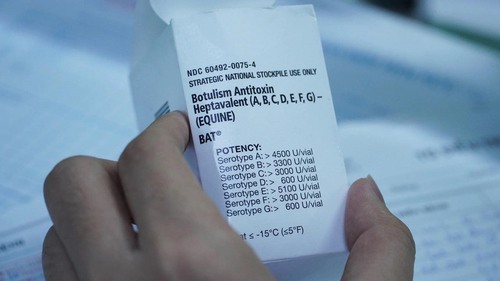 NDC 60492-0075-4
STRATEGIC NATIONAL STOCKPILE USE ONLY
Botulism Antitoxin
Heptavalent (A, B, C, D, E, F, G) –
(EQUINE)
BAT®
POTENCY:
Serotype A: > 4500 U/vial
Serotype B: > 3300 U/vial
Serotype C: > 3000 U/vial
Serotype D: > 600 U/vial
Serotype E: > 5100 U/vial
Serotype F: > 3000 U/vial
Serotype G: > 600 U/vial
at ≤ -15°C (≤5°F)